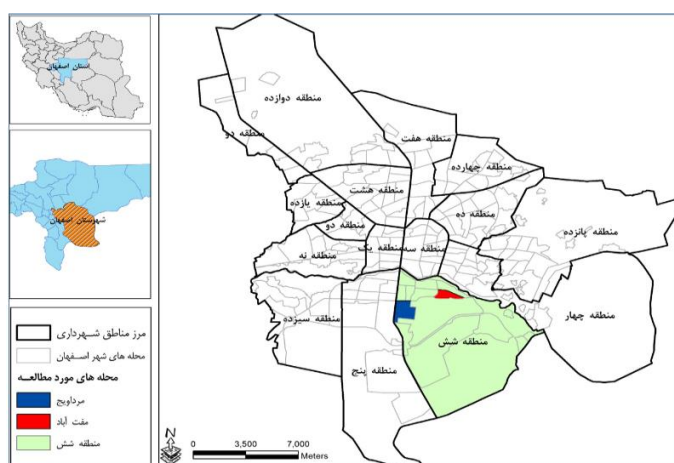 استان اصفهان
شهرستان اصفهان
مرز مناطق شهرداری
محله های شهر اصفهان
محله های مورد مطالعه
مرداویج
مفت آباد
منطقه شش
منطقه دوازده
منطقه دو
منطقه هفت
منطقه چهارده
منطقه هشت
منطقه یازده
منطقه ده
منطقه پانزده
منطقه دو
منطقه یک
منطقه سه
منطقه نه
منطقه چهار
منطقه سیزده
منطقه شش
منطقه پنج
N
0 3,500 7,000
Meters